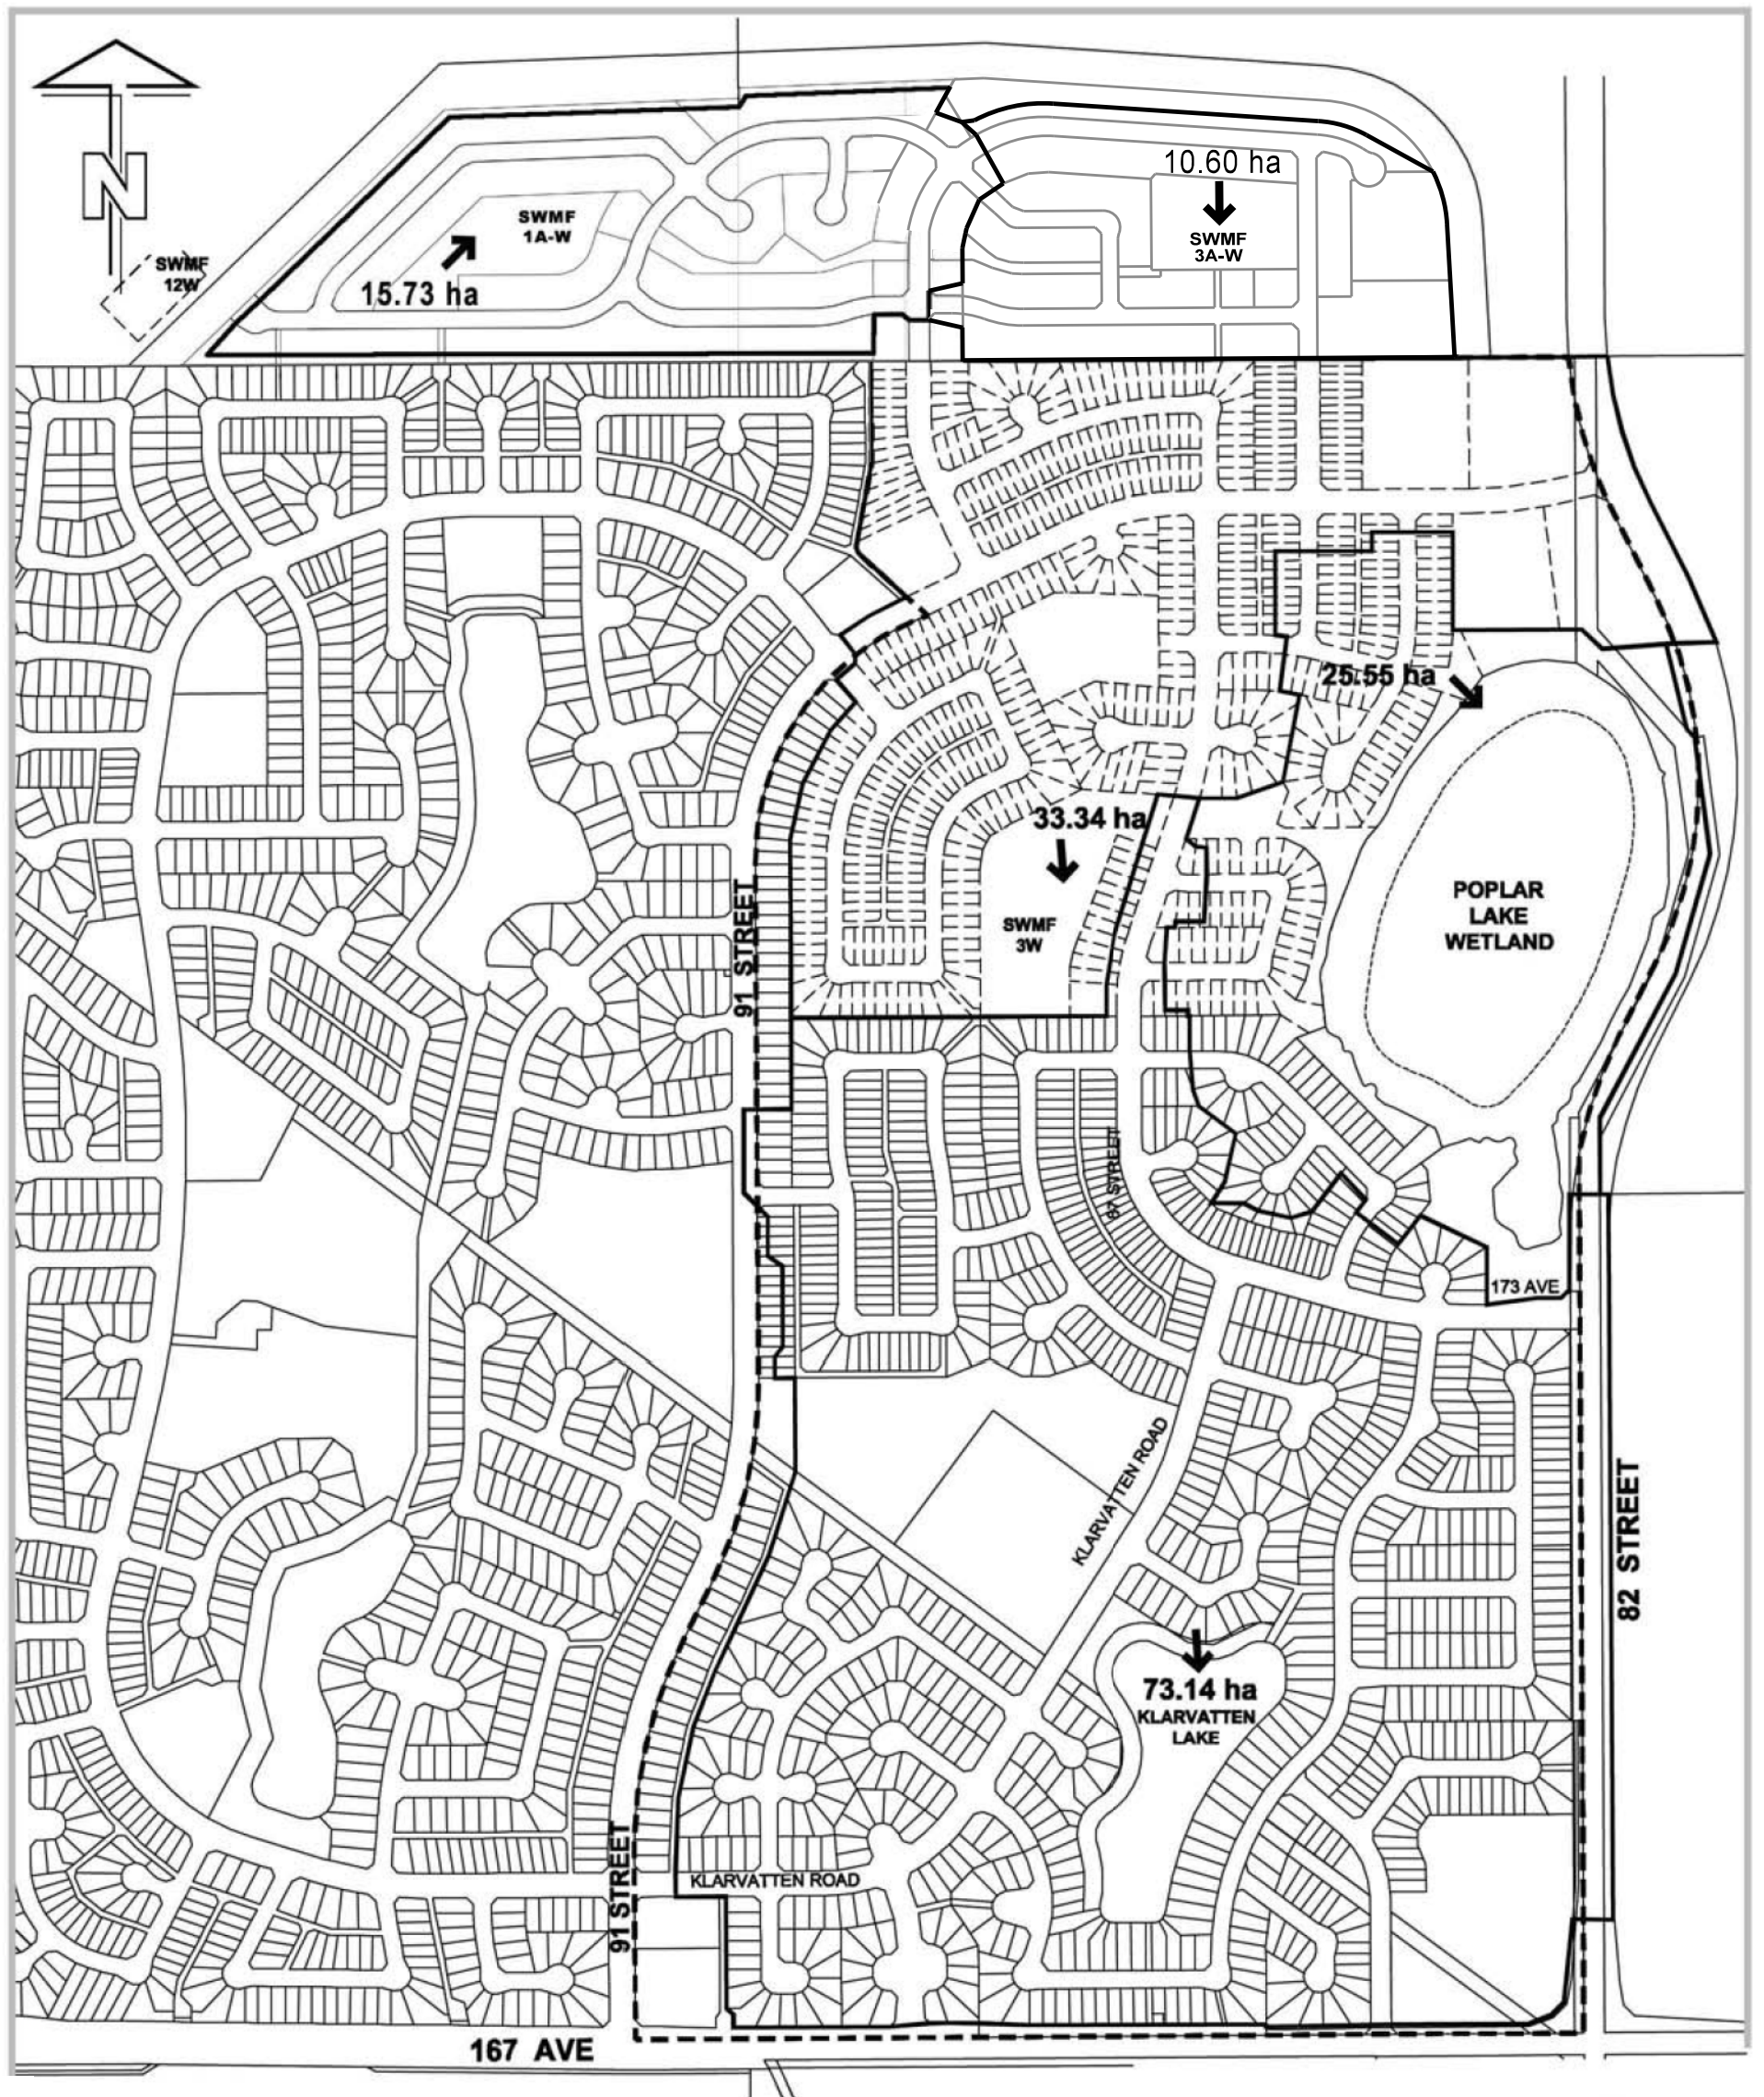 N
10.60 ha
SWMF
1A-W
SWMF
3A-W
SWMF
12W
15.73 ha
25.55 ha
33.34 ha
POPLAR
LAKE
WETLAND
SWMF
3W
91 STREET
87 STREET
173 AVE
KLARVATTEN ROAD
82 STREET
73.14 ha
KLARVATTEN
LAKE
KLARVATTEN ROAD
91 STREET
167 AVE